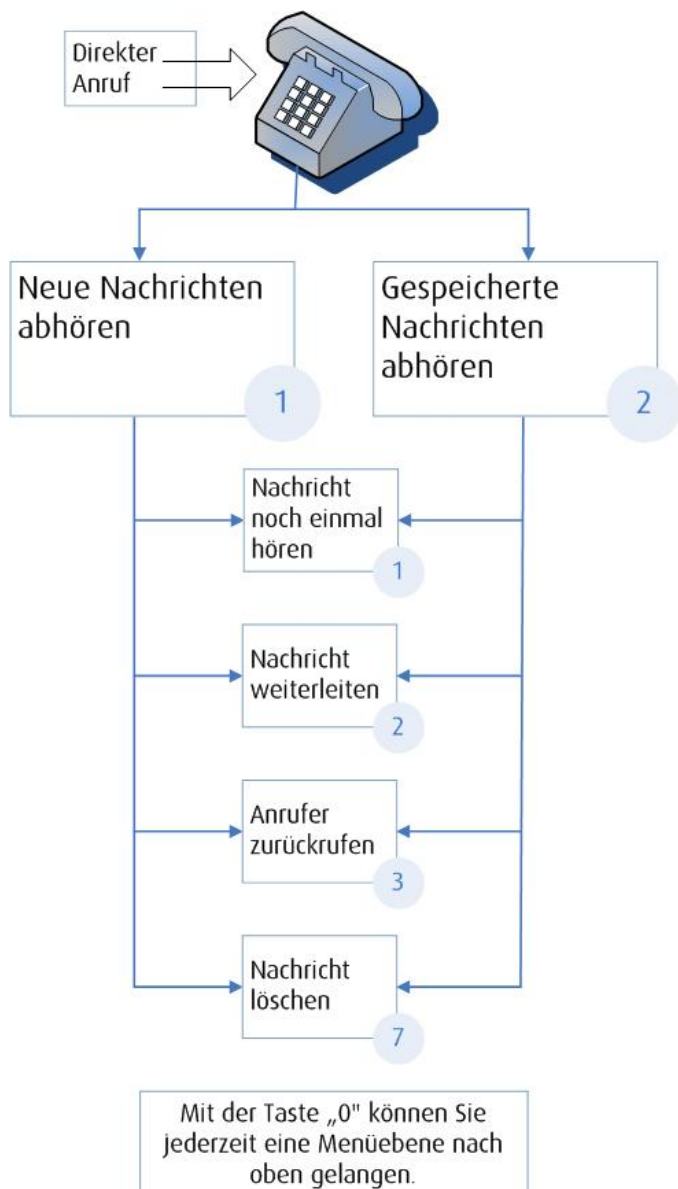 Direkter
Anruf
Neue Nachrichten
abhören
1
Gespeicherte
Nachrichten
abhören
2
Nachricht
noch einmal
hören
1
Nachricht
weiterleiten
2
Anrufer
zurückrufen
3
Nachricht
löschen
7
Mit der Taste „0" können Sie
jederzeit eine Menüebene nach
oben gelangen.